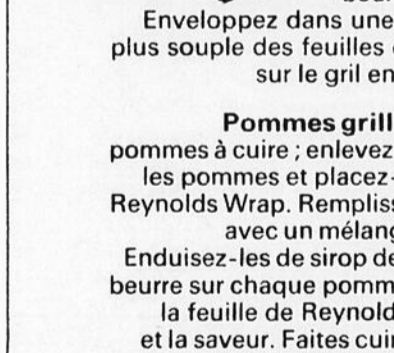 Enveloppez dans une
plus souple des feuilles
sur le gril en
Pommes grill
pommes à cuire ; enlevez
les pommes et placez-
Reynolds Wrap. Rempliss
avec un mélang
Enduisez-les de sirop de
beurre sur chaque pomm
la feuille de Reynold
et la saveur. Faites cuir